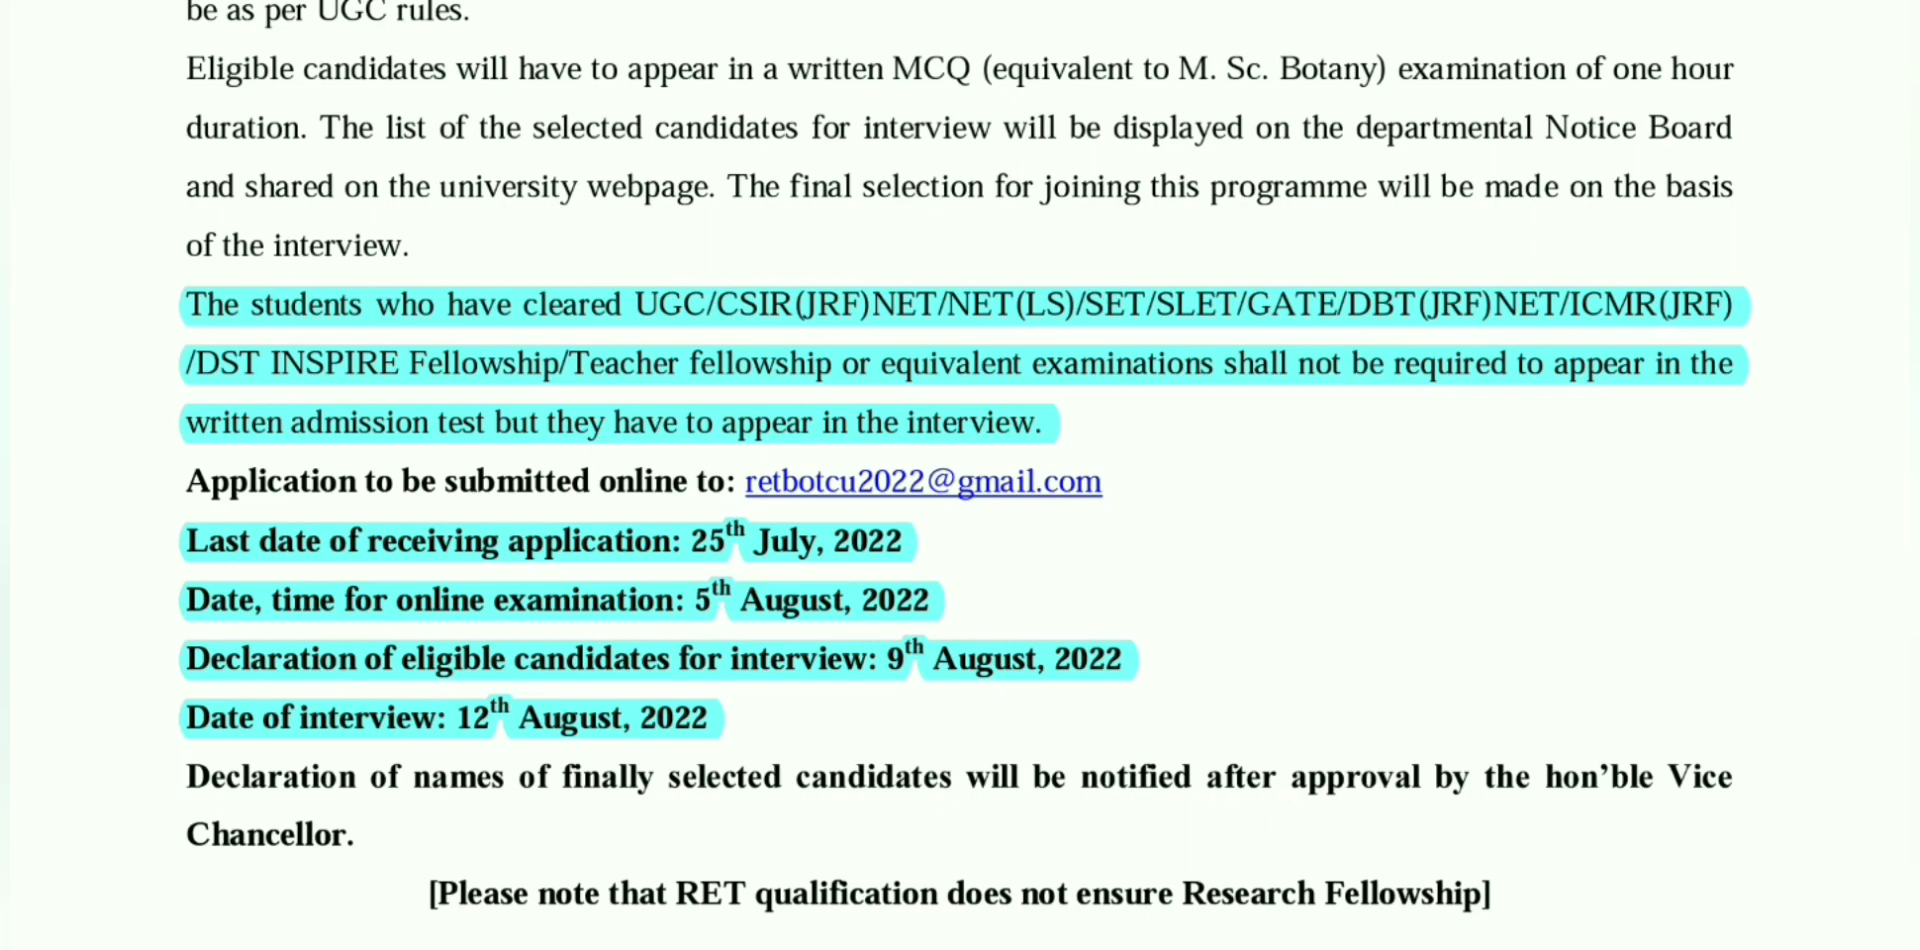 be as per UGC rules.
Eligible candidates will have to appear in a written MCQ (equivalent to M. Sc. Botany) examination of one hour
duration. The list of the selected candidates for interview will be displayed on the departmental Notice Board
and shared on the university webpage. The final selection for joining this programme will be made on the basis
of the interview.
The students who have cleared UGC/CSIR(JRF)NET/NET(LS)/SET/SLET/GATE/DBT(JRF)NET/ICMR(JRF)
/DST INSPIRE Fellowship/Teacher fellowship or equivalent examinations shall not be required to appear in the
written admission test but they have to appear in the interview.
Application to be submitted online to: retbotcu2022@gmail.com
Last date of receiving application: 25th July, 2022
Date, time for online examination: 5th August, 2022
Declaration of eligible candidates for interview: 9th August, 2022
Date of interview: 12th August, 2022
Declaration of names of finally selected candidates will be notified after approval by the hon’ble Vice
Chancellor.
[Please note that RET qualification does not ensure Research Fellowship]